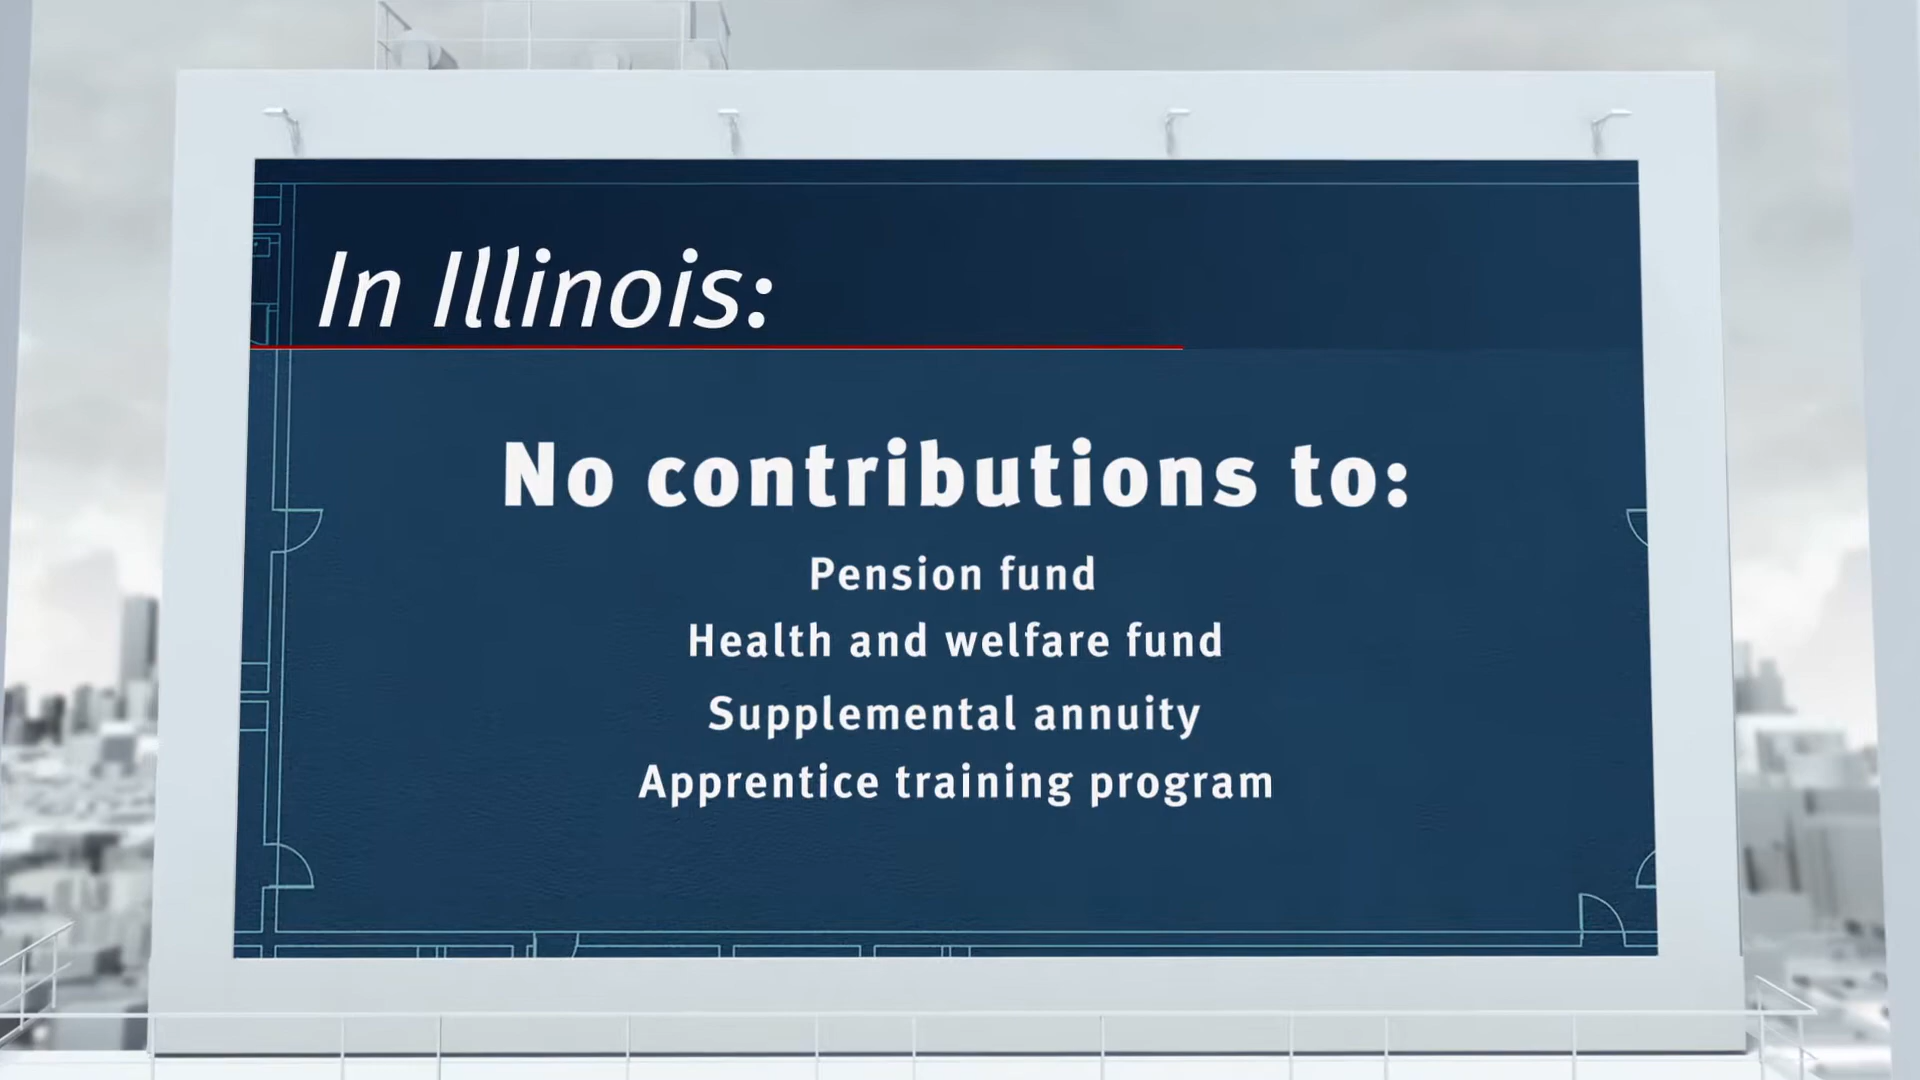 In Illinois:
No contributions to:
Pension fund
Health and welfare fund
Supplemental annuity
Apprentice training program